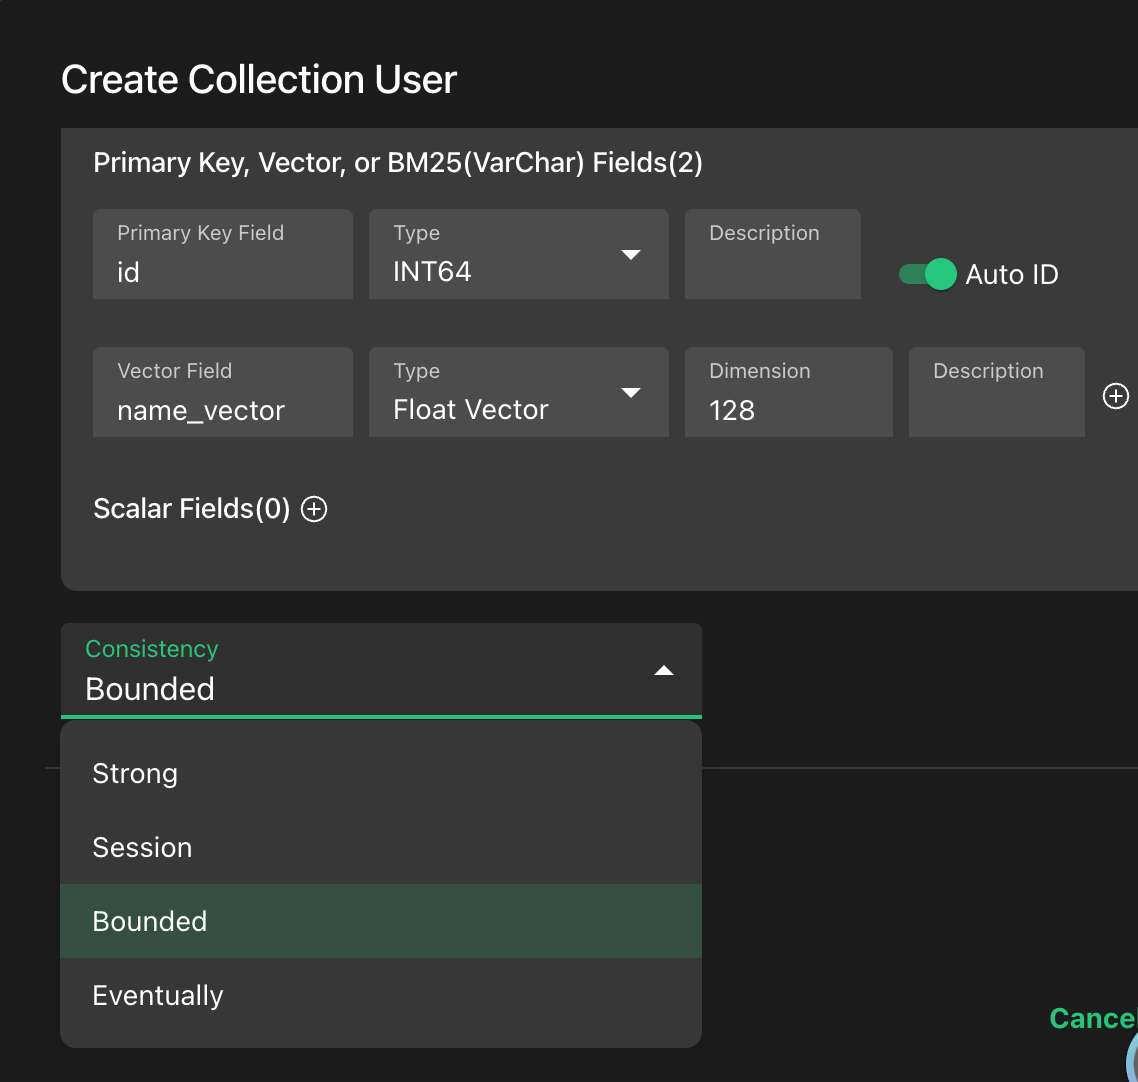 Create Collection User
Primary Key, Vector, or BM25(VarChar) Fields(2)
Primary Key Field
id
Type
INT64
Description
Auto ID
Vector Field
name_vector
Type
Float Vector
Dimension
128
Description
Scalar Fields(0)
Consistency
Bounded
Strong
Session
Bounded
Eventually
Cance